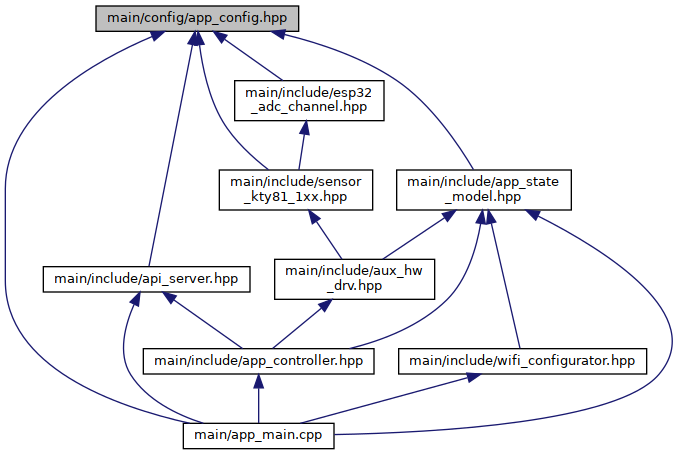 main/config/app_config.hpp
main/include/esp32
_adc_channel.hpp
main/include/sensor
_kty81_1xx.hpp
main/include/app_state
_model.hpp
main/include/api_server.hpp
main/include/aux_hw
_drv.hpp
main/include/app_controller.hpp
main/include/wifi_configurator.hpp
main/app_main.cpp